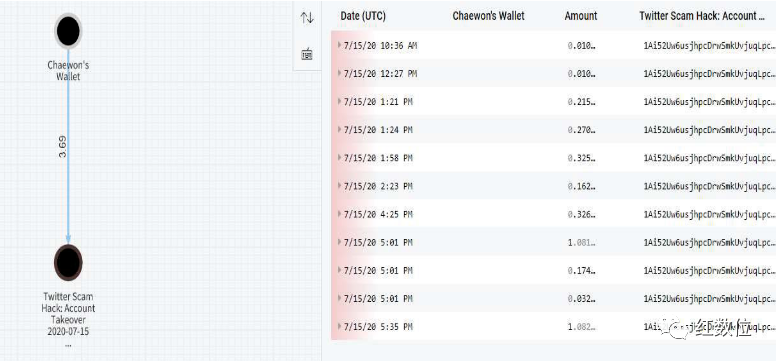 Chaewon's
Wallet
3.69
Twitter Scam
Hack: Account
Takeover
2020-07-15
...
Date (UTC) Chaewon's Wallet Amount Twitter Scam Hack: Account ...
7/15/20 10:36 AM 0.010… 1Ai52Uw6usjhpcDrwSmkUvjuqLpc…
7/15/20 12:27 PM 0.010… 1Ai52Uw6usjhpcDrwSmkUvjuqLpc…
7/15/20 1:21 PM 0.215… 1Ai52Uw6usjhpcDrwSmkUvjuqLpc…
7/15/20 1:24 PM 0.270… 1Ai52Uw6usjhpcDrwSmkUvjuqLpc…
7/15/20 1:58 PM 0.325… 1Ai52Uw6usjhpcDrwSmkUvjuqLpc…
7/15/20 2:23 PM 0.162… 1Ai52Uw6usjhpcDrwSmkUvjuqLpc…
7/15/20 4:25 PM 0.326… 1Ai52Uw6usjhpcDrwSmkUvjuqLpc…
7/15/20 5:01 PM 1.081… 1Ai52Uw6usjhpcDrwSmkUvjuqLpc…
7/15/20 5:01 PM 0.174… 1Ai52Uw6usjhpcDrwSmkUvjuqLpc…
7/15/20 5:01 PM 0.032… 1Ai52Uw6usjhpcDrwSmkUvjuqLpc…
7/15/20 5:35 PM 1.082… 1Ai52Uw6usjhpcDrwSmkUvjuqLpc…
红数位